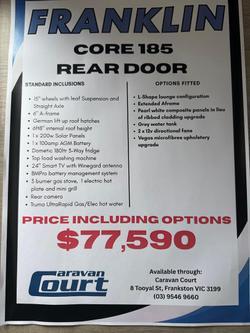 FRANKLIN
CORE 185
REAR DOOR
STANDARD INCLUSIONS
15" wheels with leaf Suspension and
Straight Axle
6" A-frame
German lift up roof hatches
6'46" internal roof height
1 x 200w Solar Panels
1 x 100amp AGM Battery
Dometic 180ltr 3-Way fridge
Top load washing machine
24" Smart TV with Winegard antenna
BMPro battery management system
3 burner gas stove, 1 electric hot
plate and mini grill
Rear camera
Truma UltraRapid Gas/Elec hot water
OPTIONS FITTED
L-Shape lounge configuration
Extended Aframe
Pearl white composite panels in lieu
of ribbed cladding upgrade
Grey water tank
2 x 12v directional fans
Vegas microfibre upholstery
upgrade
PRICE INCLUDING OPTIONS
$77,590
Caravan
Court
Available through:
Caravan Court
8 Tooyal St, Frankston VIC 3199
(03) 9546 9660